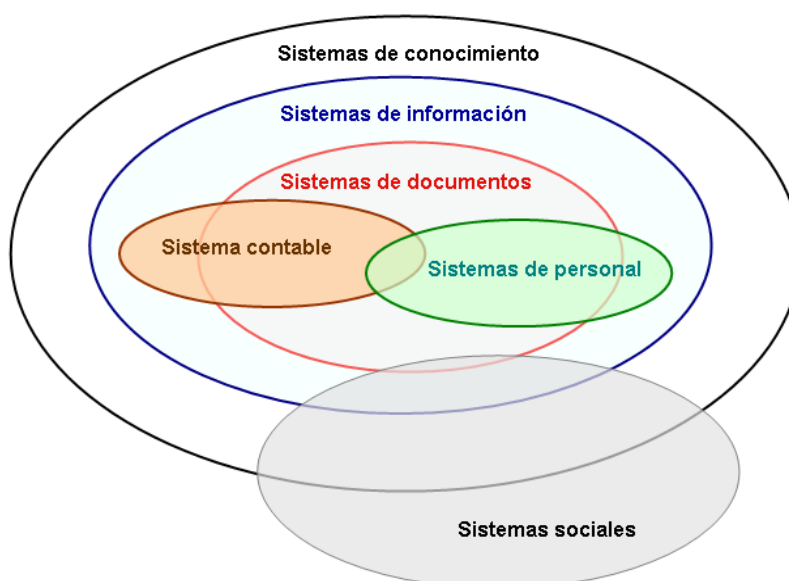 Sistemas de conocimiento
Sistemas de información
Sistemas de documentos
Sistema contable
Sistemas de personal
Sistemas sociales